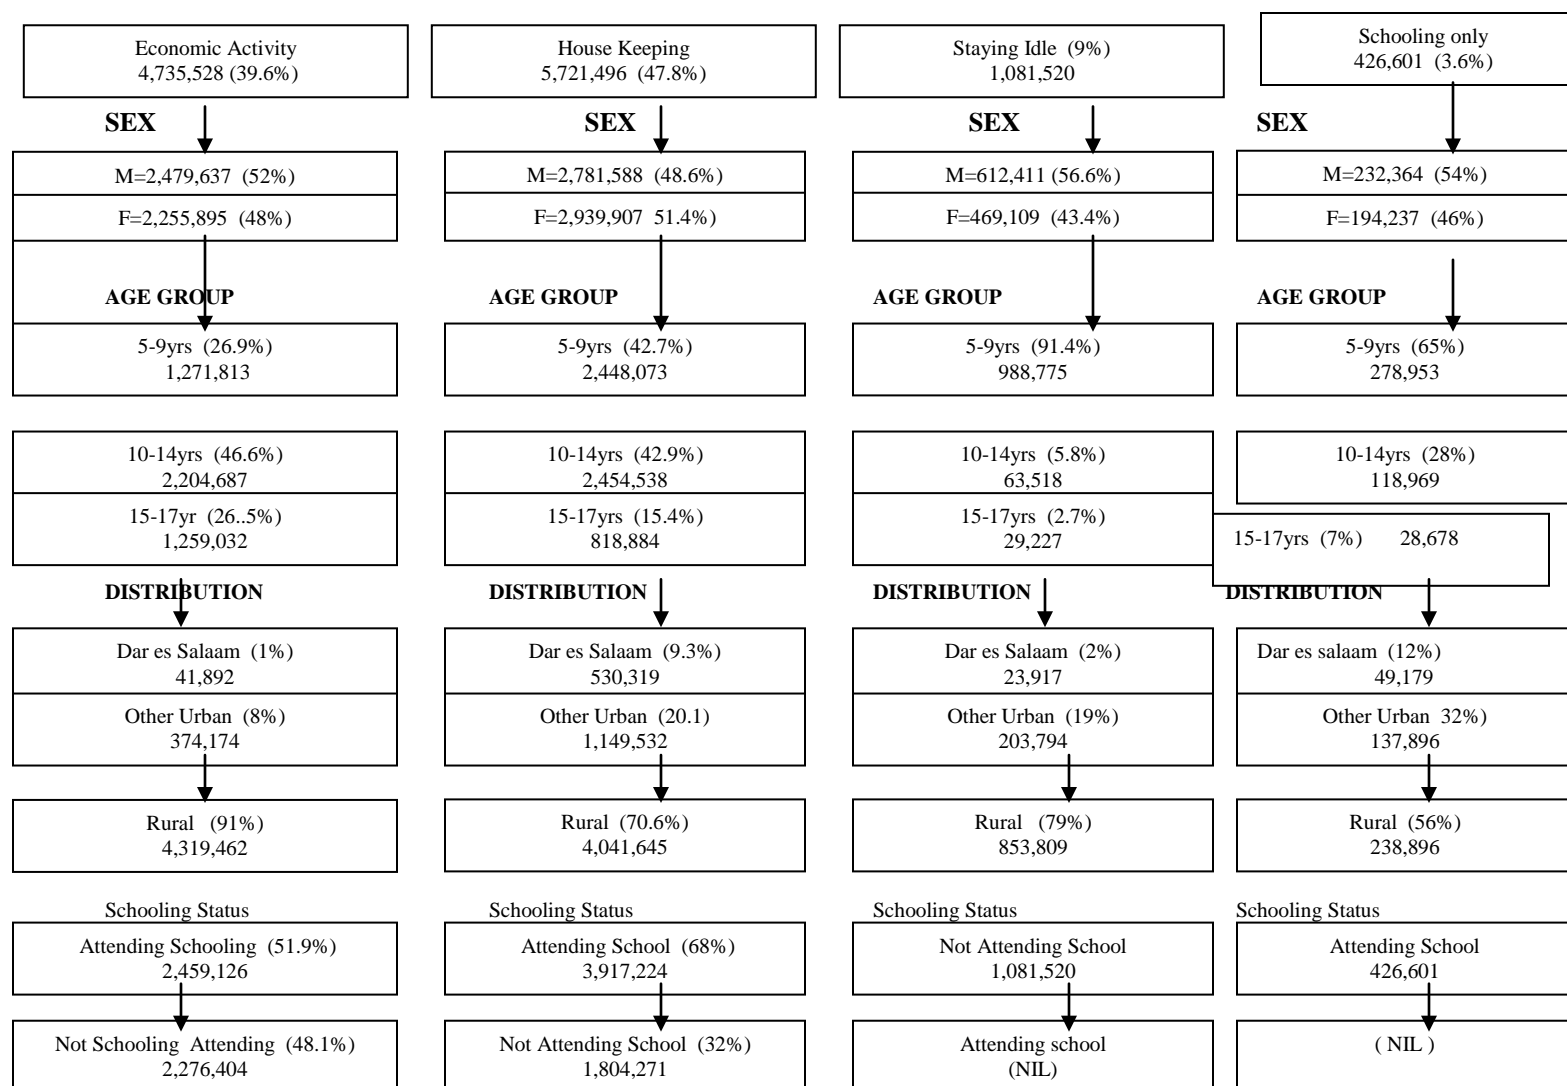 Economic Activity
4,735,528 (39.6%)
House Keeping
5,721,496 (47.8%)
Staying Idle (9%)
1,081,520
Schooling only
426,601 (3.6%)
SEX
SEX
SEX
SEX
M=2,479,637 (52%)
M=2,781,588 (48.6%)
M=612,411 (56.6%)
M=232,364 (54%)
F=2,255,895 (48%)
F=2,939,907 51.4%)
F=469,109 (43.4%)
F=194,237 (46%)
AGE GROUP
AGE GROUP
AGE GROUP
AGE GROUP
5-9yrs (26.9%)
1,271,813
5-9yrs (42.7%)
2,448,073
5-9yrs (91.4%)
988,775
5-9yrs (65%)
278,953
10-14yrs (46.6%)
2,204,687
10-14yrs (42.9%)
2,454,538
10-14yrs (5.8%)
63,518
10-14yrs (28%)
118,969
15-17yr (26..5%)
1,259,032
15-17yrs (15.4%)
818,884
15-17yrs (2.7%)
29,227
15-17yrs (7%) 28,678
DISTRIBUTION
DISTRIBUTION
DISTRIBUTION
DISTRIBUTION
Dar es Salaam (1%)
41,892
Dar es Salaam (9.3%)
530,319
Dar es Salaam (2%)
23,917
Dar es salaam (12%)
49,179
Other Urban (8%)
374,174
Other Urban (20.1)
1,149,532
Other Urban (19%)
203,794
Other Urban 32%)
137,896
Rural (91%)
4,319,462
Rural (70.6%)
4,041,645
Rural (79%)
853,809
Rural (56%)
238,896
Schooling Status
Schooling Status
Schooling Status
Schooling Status
Attending Schooling (51.9%)
2,459,126
Attending School (68%)
3,917,224
Not Attending School
1,081,520
Attending School
426,601
Not Schooling Attending (48.1%)
2,276,404
Not Attending School (32%)
1,804,271
Attending school
(NIL)
( NIL )